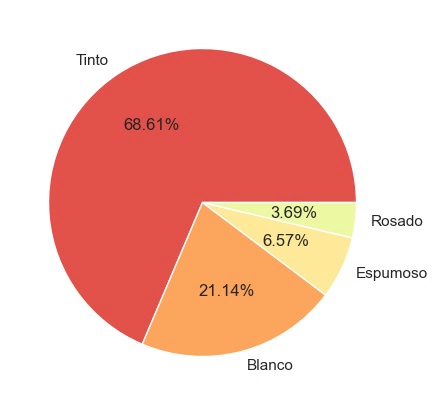 Tinto
68.61%
3.69%
Rosado
6.57%
Espumoso
21.14%
Blanco